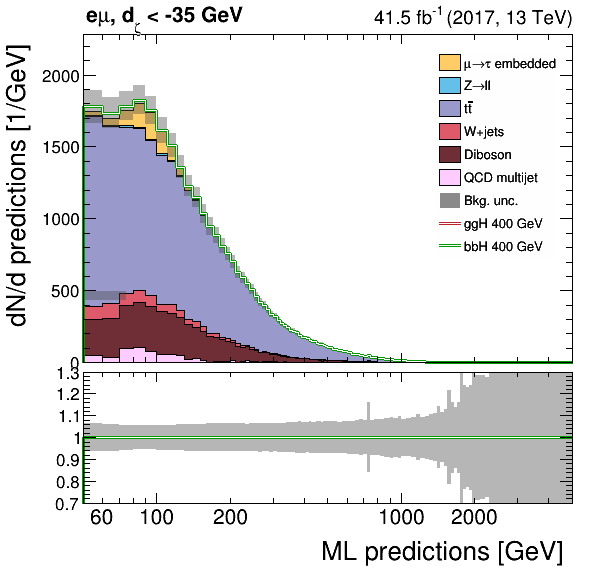 eμ, dζ < -35 GeV
41.5 fb⁻¹ (2017, 13 TeV)
dN/d predictions [1/GeV]
2000
1500
1000
500
0
μ→τ embedded
Z→ll
tt̄
W+jets
Diboson
QCD multijet
Bkg. unc.
ggH 400 GeV
bbH 400 GeV
1.3
1.2
1.1
1
0.9
0.8
0.7
60 100 200 1000 2000
ML predictions [GeV]